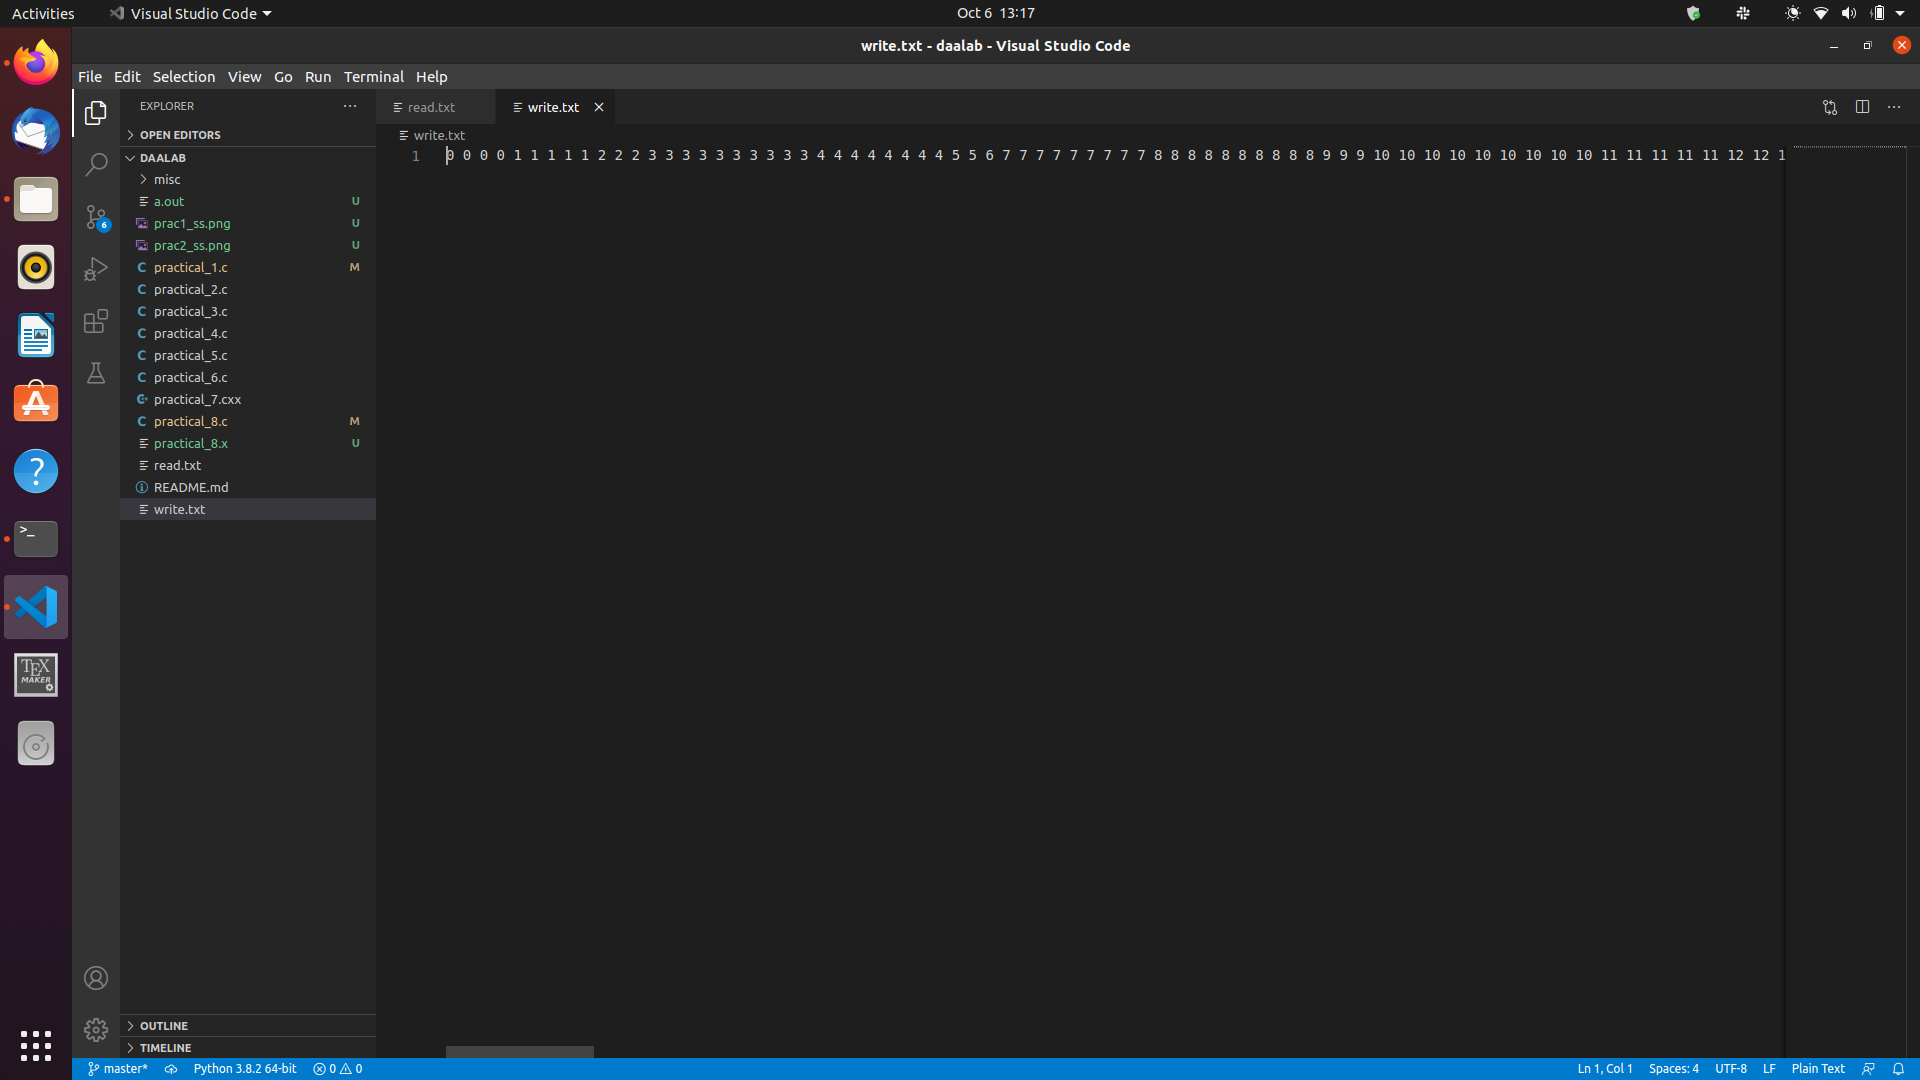 Activities
Visual Studio Code
Oct 6 13:17
write.txt - daalab - Visual Studio Code
File Edit Selection View Go Run Terminal Help
EXPLORER
OPEN EDITORS
DAALAB
misc
a.out U
prac1_ss.png U
prac2_ss.png U
practical_1.c M
practical_2.c
practical_3.c
practical_4.c
practical_5.c
practical_6.c
practical_7.cxx
practical_8.c M
practical_8.x U
read.txt
README.md
write.txt
OUTLINE
TIMELINE
6
read.txt write.txt
write.txt
1 0 0 0 0 1 1 1 1 1 2 2 2 3 3 3 3 3 3 3 3 3 3 4 4 4 4 4 4 4 4 5 5 6 7 7 7 7 7 7 7 7 7 8 8 8 8 8 8 8 8 8 8 9 9 9 10 10 10 10 10 10 10 10 10 11 11 11 11 11 12 12 1
>_
TEX
MAKER
master* Python 3.8.2 64-bit 0 0 Ln 1, Col 1 Spaces: 4 UTF-8 LF Plain Text